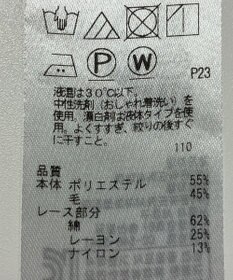 P W
P23
液温は30℃以下、
中性洗剤(おしゃれ着洗い)を使
用、漂白剤は液体タイプを使
用。よくすすぎ、絞りの後すぐ
に干すこと。
110
品質
本体 ポリエステル 55%
毛 45%
レース部分
綿 62%
レーヨン 25%
ナイロン 13%